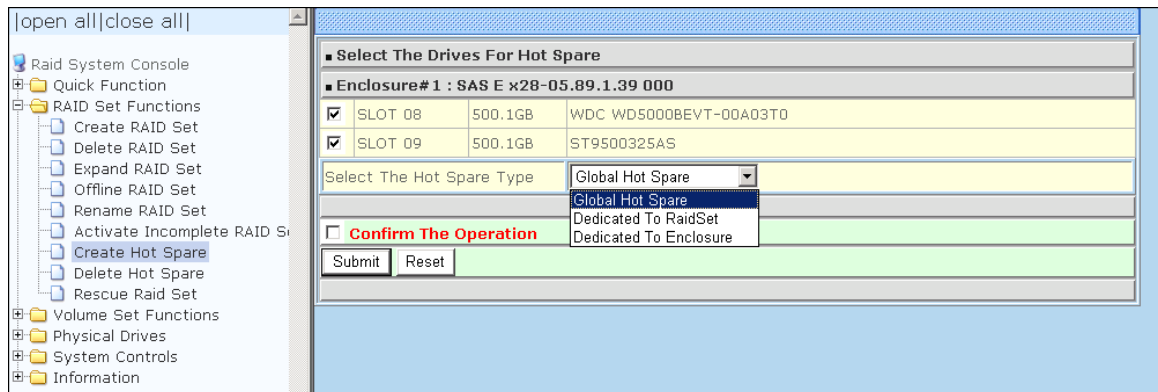 |open all|close all|
Raid System Console
Quick Function
RAID Set Functions
Create RAID Set
Delete RAID Set
Expand RAID Set
Offline RAID Set
Rename RAID Set
Activate Incomplete RAID S
Create Hot Spare
Delete Hot Spare
Rescue Raid Set
Volume Set Functions
Physical Drives
System Controls
Information
Select The Drives For Hot Spare
Enclosure#1 : SAS E x28-05.89.1.39 000
SLOT 08 500.1GB WDC WD5000BEVT-00A03T0
SLOT 09 500.1GB ST9500325AS
Select The Hot Spare Type Global Hot Spare
Global Hot Spare
Dedicated To RaidSet
Dedicated To Enclosure
Confirm The Operation
Submit Reset